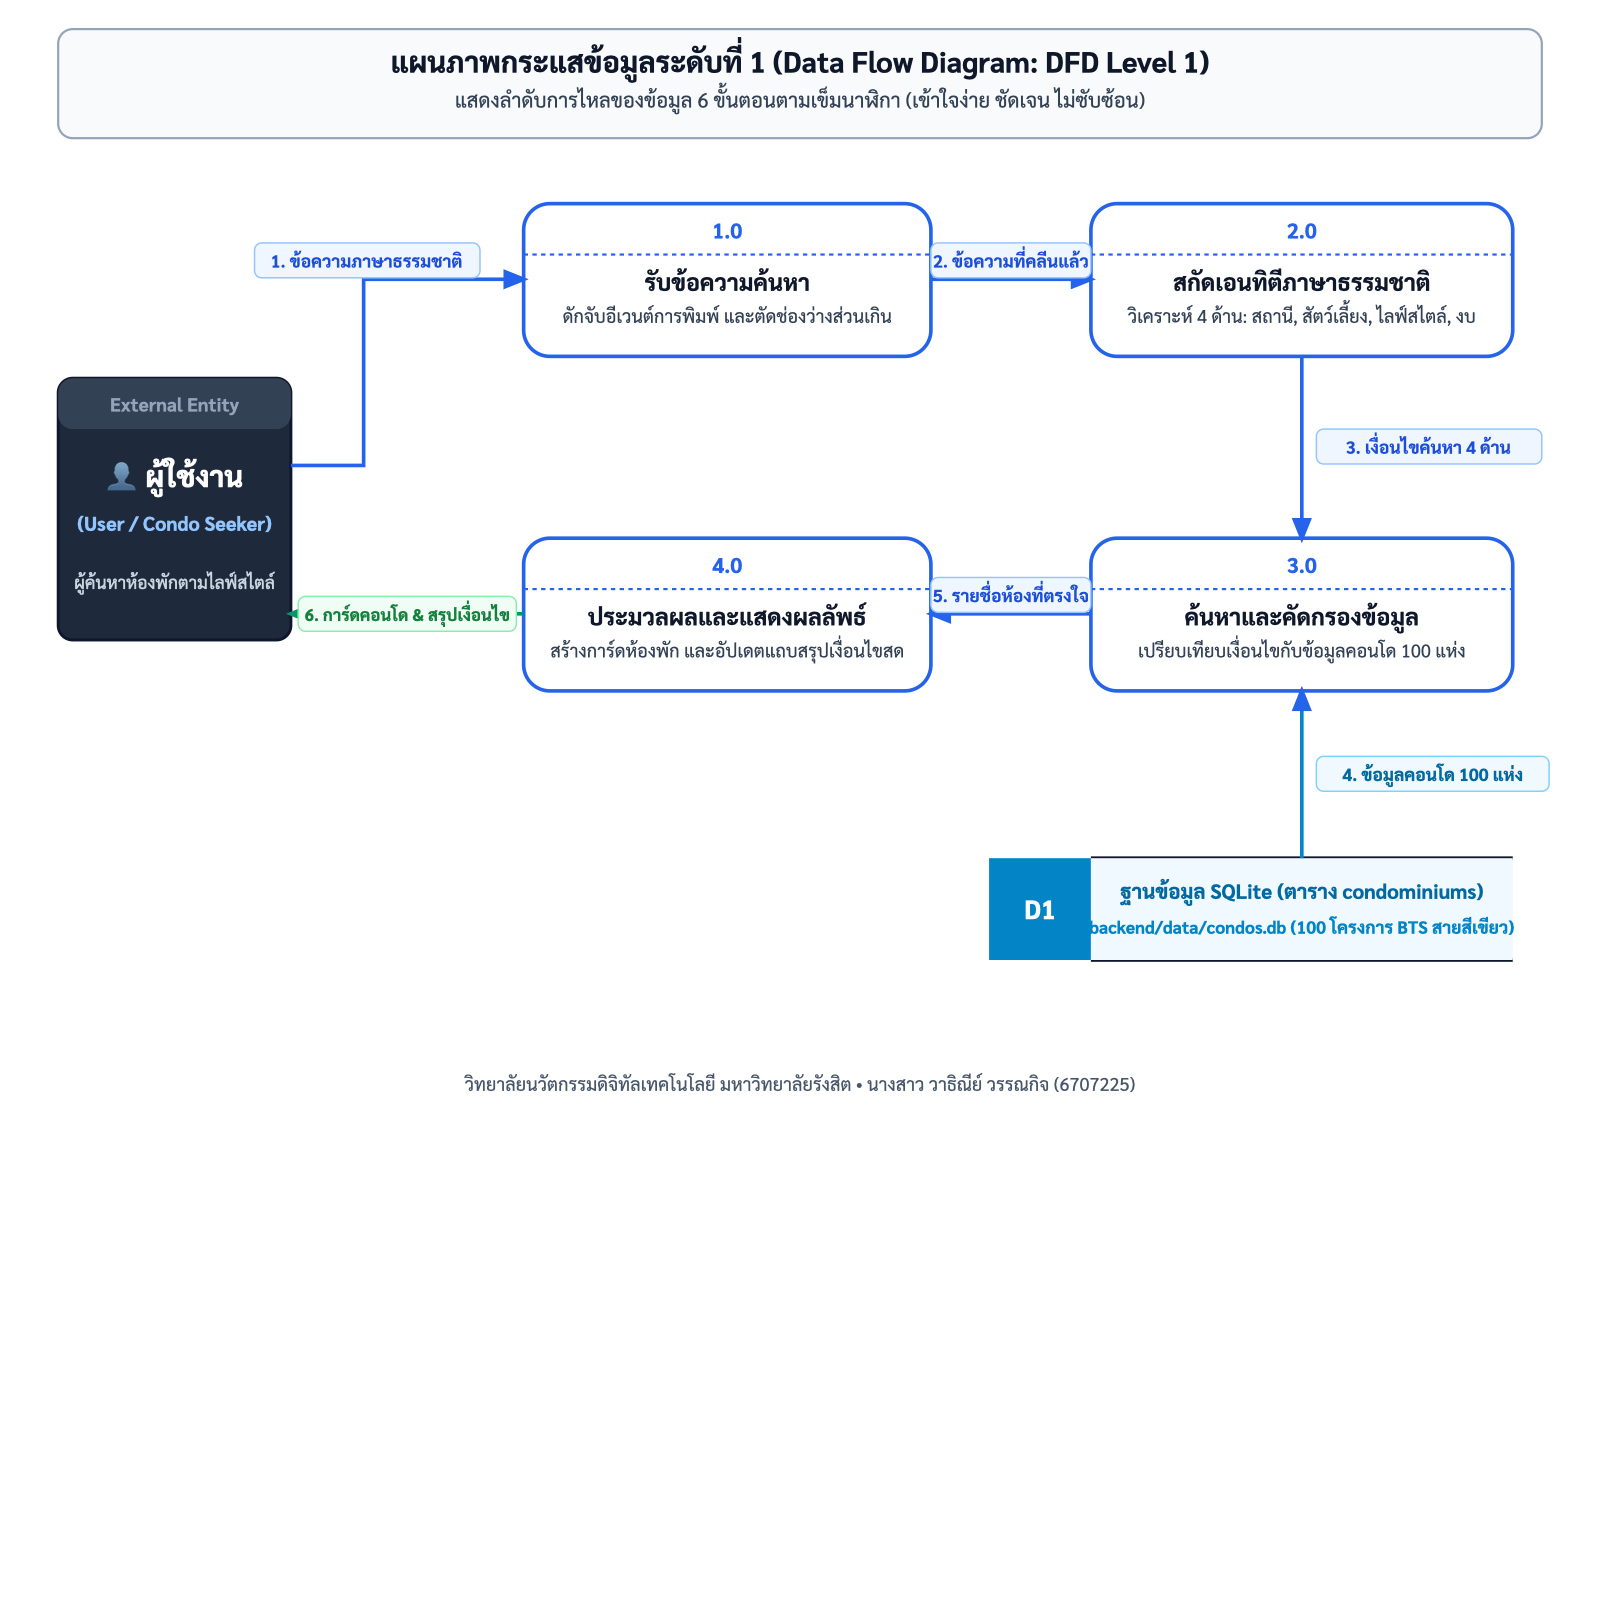 แผนภาพกระแสข้อมูลระดับที่ 1 (Data Flow Diagram: DFD Level 1)
แสดงลำดับการไหลของข้อมูล 6 ขั้นตอนตามเข็มนาฬิกา (เข้าใจง่าย ชัดเจน ไม่ซับซ้อน)
1. ข้อความภาษาธรรมชาติ
1.0
รับข้อความค้นหา
ดักจับอีเวนต์การพิมพ์ และตัดช่องว่างส่วนเกิน
2. ข้อความที่คลีนแล้ว
2.0
สกัดเอนทิตีภาษาธรรมชาติ
วิเคราะห์ 4 ด้าน: สถานี, สัตว์เลี้ยง, ไลฟ์สไตล์, งบ
External Entity
👤 ผู้ใช้งาน
(User / Condo Seeker)
ผู้ค้นหาห้องพักตามไลฟ์สไตล์
3. เงื่อนไขค้นหา 4 ด้าน
3.0
ค้นหาและคัดกรองข้อมูล
เปรียบเทียบเงื่อนไขกับข้อมูลคอนโด 100 แห่ง
4. ข้อมูลคอนโด 100 แห่ง
D1
ฐานข้อมูล SQLite (ตาราง condominiums)
backend/data/condos.db (100 โครงการ BTS สายสีเขียว)
5. รายชื่อห้องที่ตรงใจ
4.0
ประมวลผลและแสดงผลลัพธ์
สร้างการ์ดห้องพัก และอัปเดตแถบสรุปเงื่อนไขสด
6. การ์ดคอนโด & สรุปเงื่อนไข
วิทยาลัยนวัตกรรมดิจิทัลเทคโนโลยี มหาวิทยาลัยรังสิต • นางสาว วาธิณีย์ วรรณกิจ (6707225)